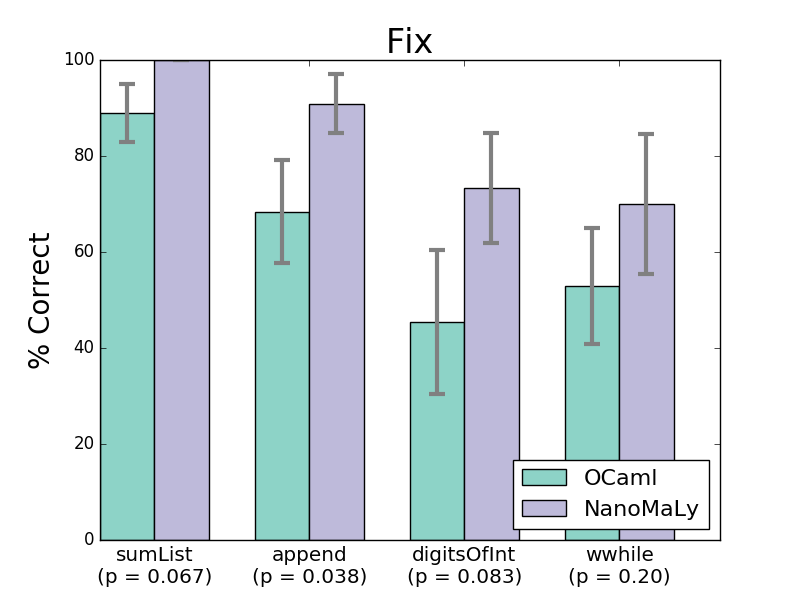 Fix
% Correct
100
80
60
40
20
0
OCaml
NanoMaLy
sumList append digitsOfInt wwhile
(p = 0.067) (p = 0.038) (p = 0.083) (p = 0.20)